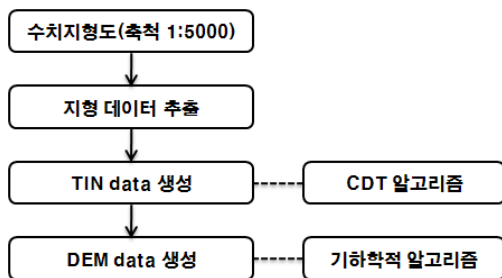 수치지형도(축척 1:5000)
지형 데이터 추출
TIN data 생성
CDT 알고리즘
DEM data 생성
기하학적 알고리즘